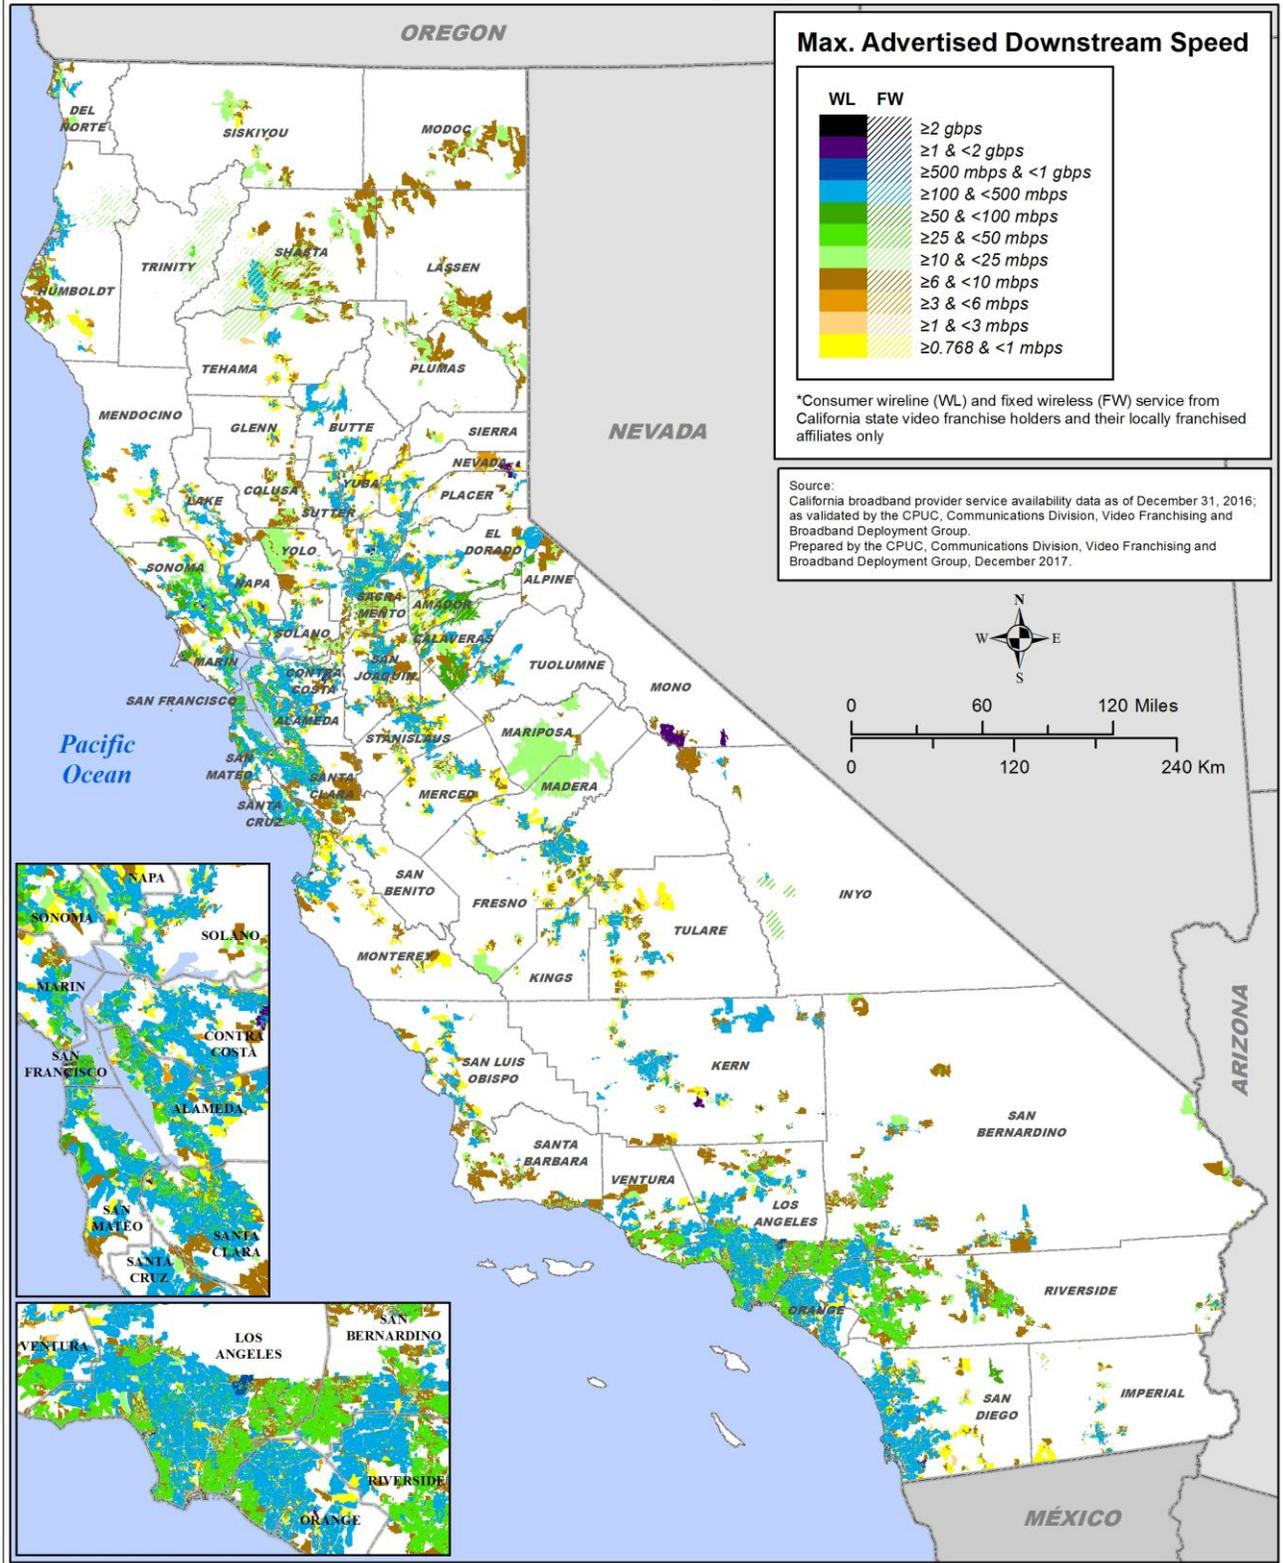 OREGON
Max. Advertised Downstream Speed
WL FW
≥2 gbps
≥1 & <2 gbps
≥500 mbps & <1 gbps
≥100 & <500 mbps
≥50 & <100 mbps
≥25 & <50 mbps
≥10 & <25 mbps
≥6 & <10 mbps
≥3 & <6 mbps
≥1 & <3 mbps
≥0.768 & <1 mbps
*Consumer wireline (WL) and fixed wireless (FW) service from
California state video franchise holders and their locally franchised
affiliates only
Source:
California broadband provider service availability data as of December 31, 2016;
as validated by the CPUC, Communications Division, Video Franchising and
Broadband Deployment Group.
Prepared by the CPUC, Communications Division, Video Franchising and
Broadband Deployment Group, December 2017.
N
W E
S
0 60 120 Miles
0 120 240 Km
NEVADA
ARIZONA
MÉXICO
Pacific
Ocean
DEL
NORTE
SISKIYOU
MODOC
TRINITY
SHASTA
LASSEN
HUMBOLDT
TEHAMA
PLUMAS
MENDOCINO
GLENN
BUTTE
SIERRA
NEVADA
COLUSA
YUBA
PLACER
LAKE
SUTTER
EL
DORADO
YOLO
SONOMA
NAPA
ALPINE
SACRA
MENTO
AMADOR
SOLANO
CALAVERAS
MARIN
CONTRA
COSTA
SAN
JOAQUIN
TUOLUMNE
MONO
SAN FRANCISCO
ALAMEDA
STANISLAUS
MARIPOSA
SAN
MATEO
SANTA
CLARA
MERCED
MADERA
SANTA
CRUZ
SAN
BENITO
FRESNO
INYO
TULARE
MONTEREY
KINGS
SAN LUIS
OBISPO
KERN
SAN
BERNARDINO
SANTA
BARBARA
VENTURA
LOS
ANGELES
ORANGE
RIVERSIDE
SAN
DIEGO
IMPERIAL
NAPA
SONOMA
SOLANO
MARIN
CONTRA
COSTA
SAN
FRANCISCO
ALAMEDA
SAN
MATEO
SANTA
CLARA
SANTA
CRUZ
VENTURA
LOS
ANGELES
SAN
BERNARDINO
RIVERSIDE
ORANGE